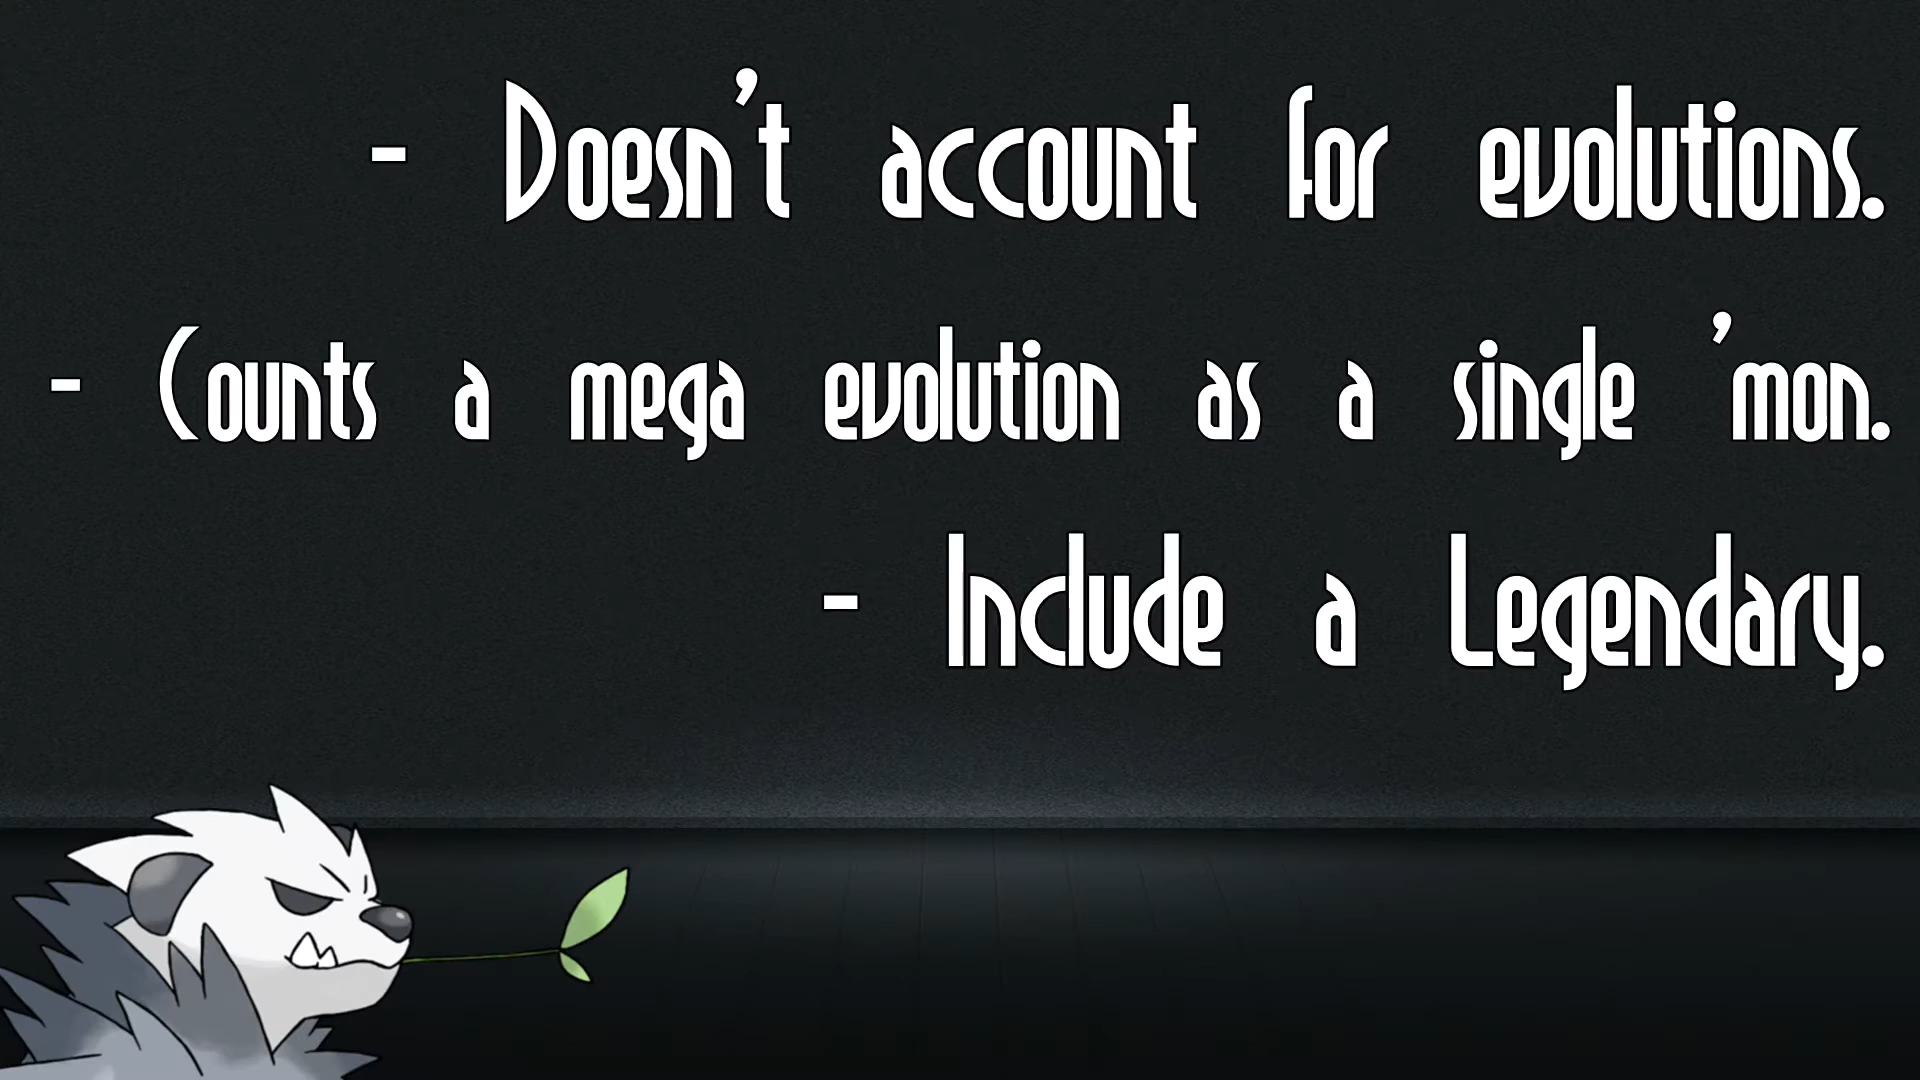 - Doesn't account for evolutions.
- Counts a mega evolution as a single 'mon.
- Include a Legendary.